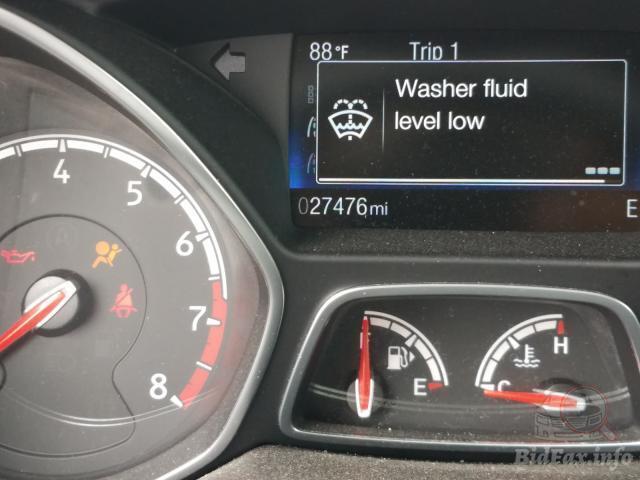 88°F Trip 1
Washer fluid
level low
027476mi E
4
5
6
7
8
E
C
H
BidFax.info